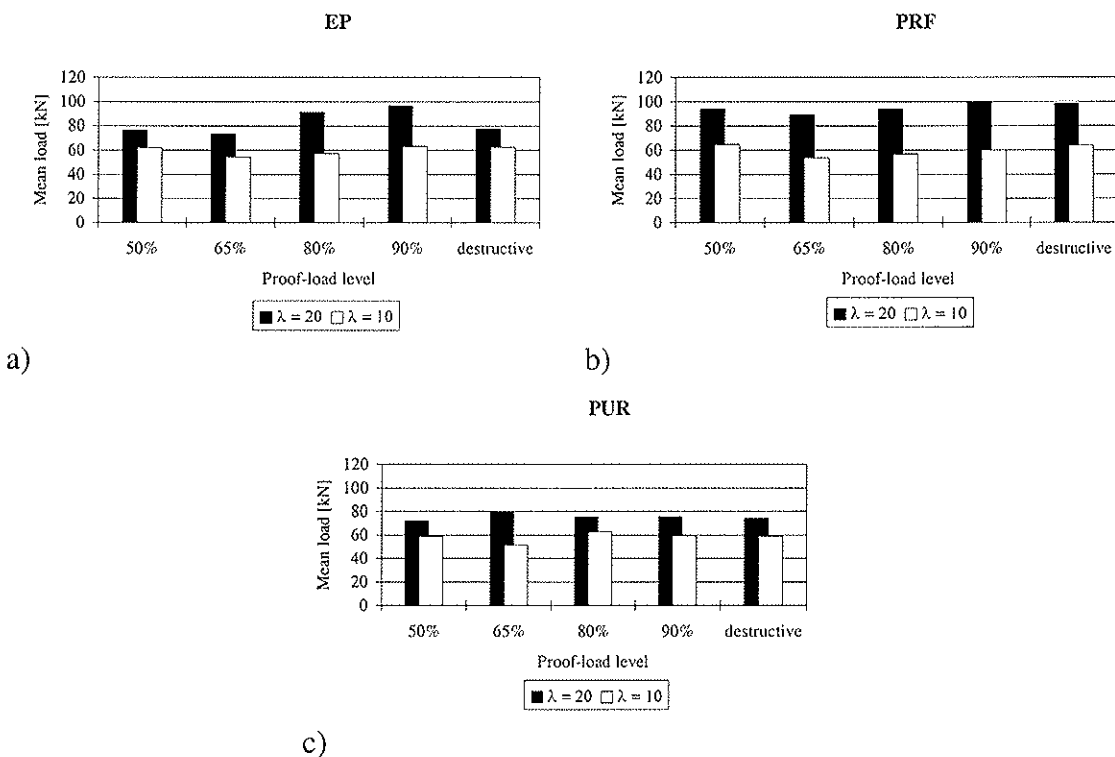 EP
120
100
80
60
40
20
0
Mean load [kN]
50% 65% 80% 90% destructive
Proof-load level
λ = 20 λ = 10
a)
PRF
120
100
80
60
40
20
0
Mean load [kN]
50% 65% 80% 90% destructive
Proof-load level
λ = 20 λ = 10
b)
PUR
120
100
80
60
40
20
0
Mean load [kN]
50% 65% 80% 90% destructive
Proof-load level
λ = 20 λ = 10
c)